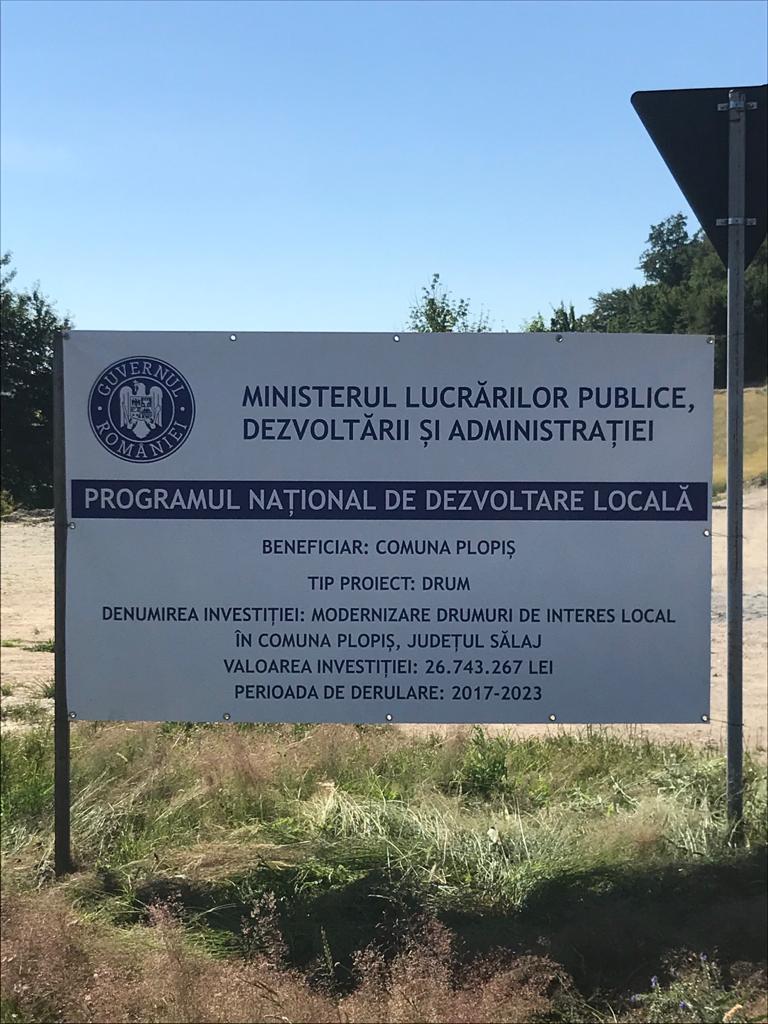 GUVERNUL ROMÂNIEI
MINISTERUL LUCRĂRILOR PUBLICE,
DEZVOLTĂRII ȘI ADMINISTRAȚIEI
PROGRAMUL NAȚIONAL DE DEZVOLTARE LOCALĂ
BENEFICIAR: COMUNA PLOPIȘ
TIP PROIECT: DRUM
DENUMIREA INVESTIȚIEI: MODERNIZARE DRUMURI DE INTERES LOCAL
ÎN COMUNA PLOPIȘ, JUDEȚUL SĂLAJ
VALOAREA INVESTIȚIEI: 26.743.267 LEI
PERIOADA DE DERULARE: 2017-2023